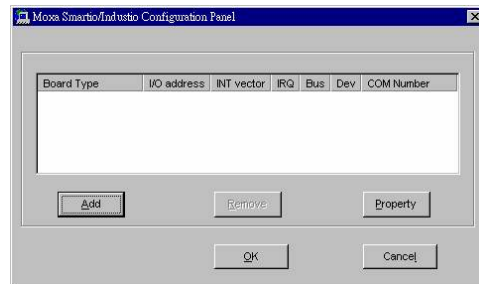 Moxa Smartio/Industio Configuration Panel
Board Type I/O address INT vector IRQ Bus Dev COM Number
Add Remove Property
OK Cancel